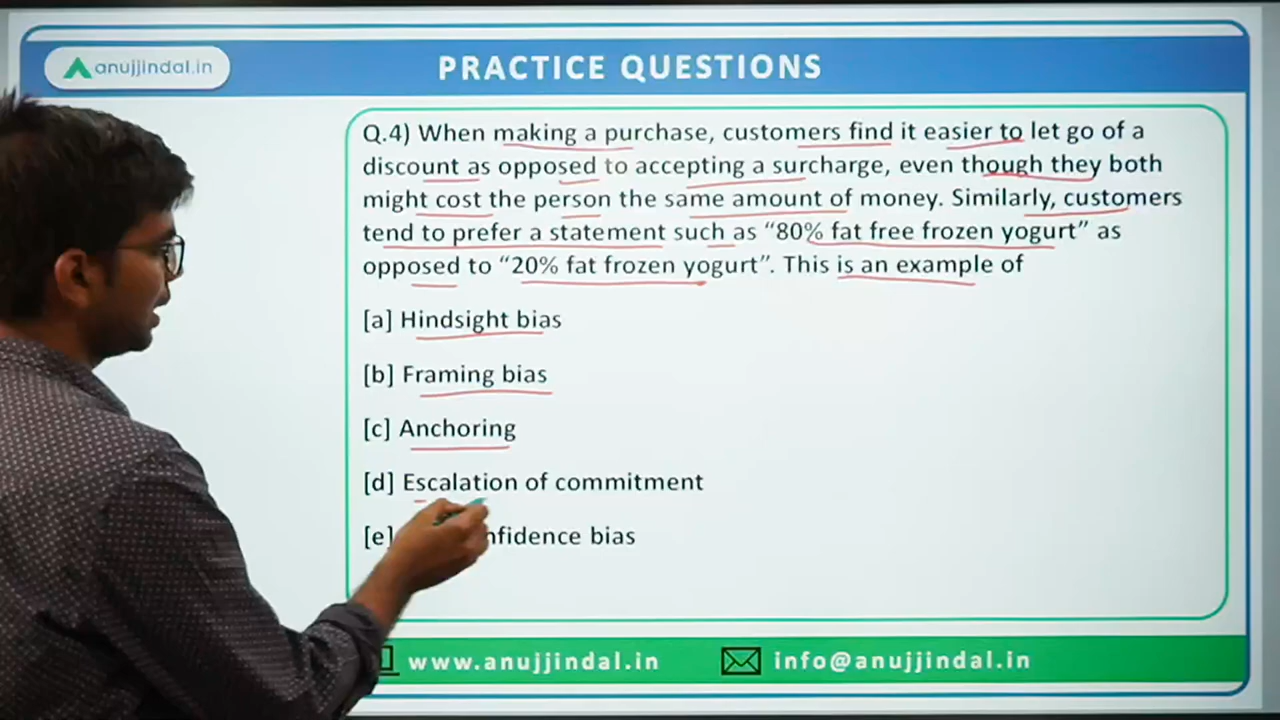 anujjindal.in
PRACTICE QUESTIONS
Q.4) When making a purchase, customers find it easier to let go of a
discount as opposed to accepting a surcharge, even though they both
might cost the person the same amount of money. Similarly, customers
tend to prefer a statement such as “80% fat free frozen yogurt” as
opposed to “20% fat frozen yogurt”. This is an example of
[a] Hindsight bias
[b] Framing bias
[c] Anchoring
[d] Escalation of commitment
[e] bias
www.anujjindal.in
info@anujjindal.in